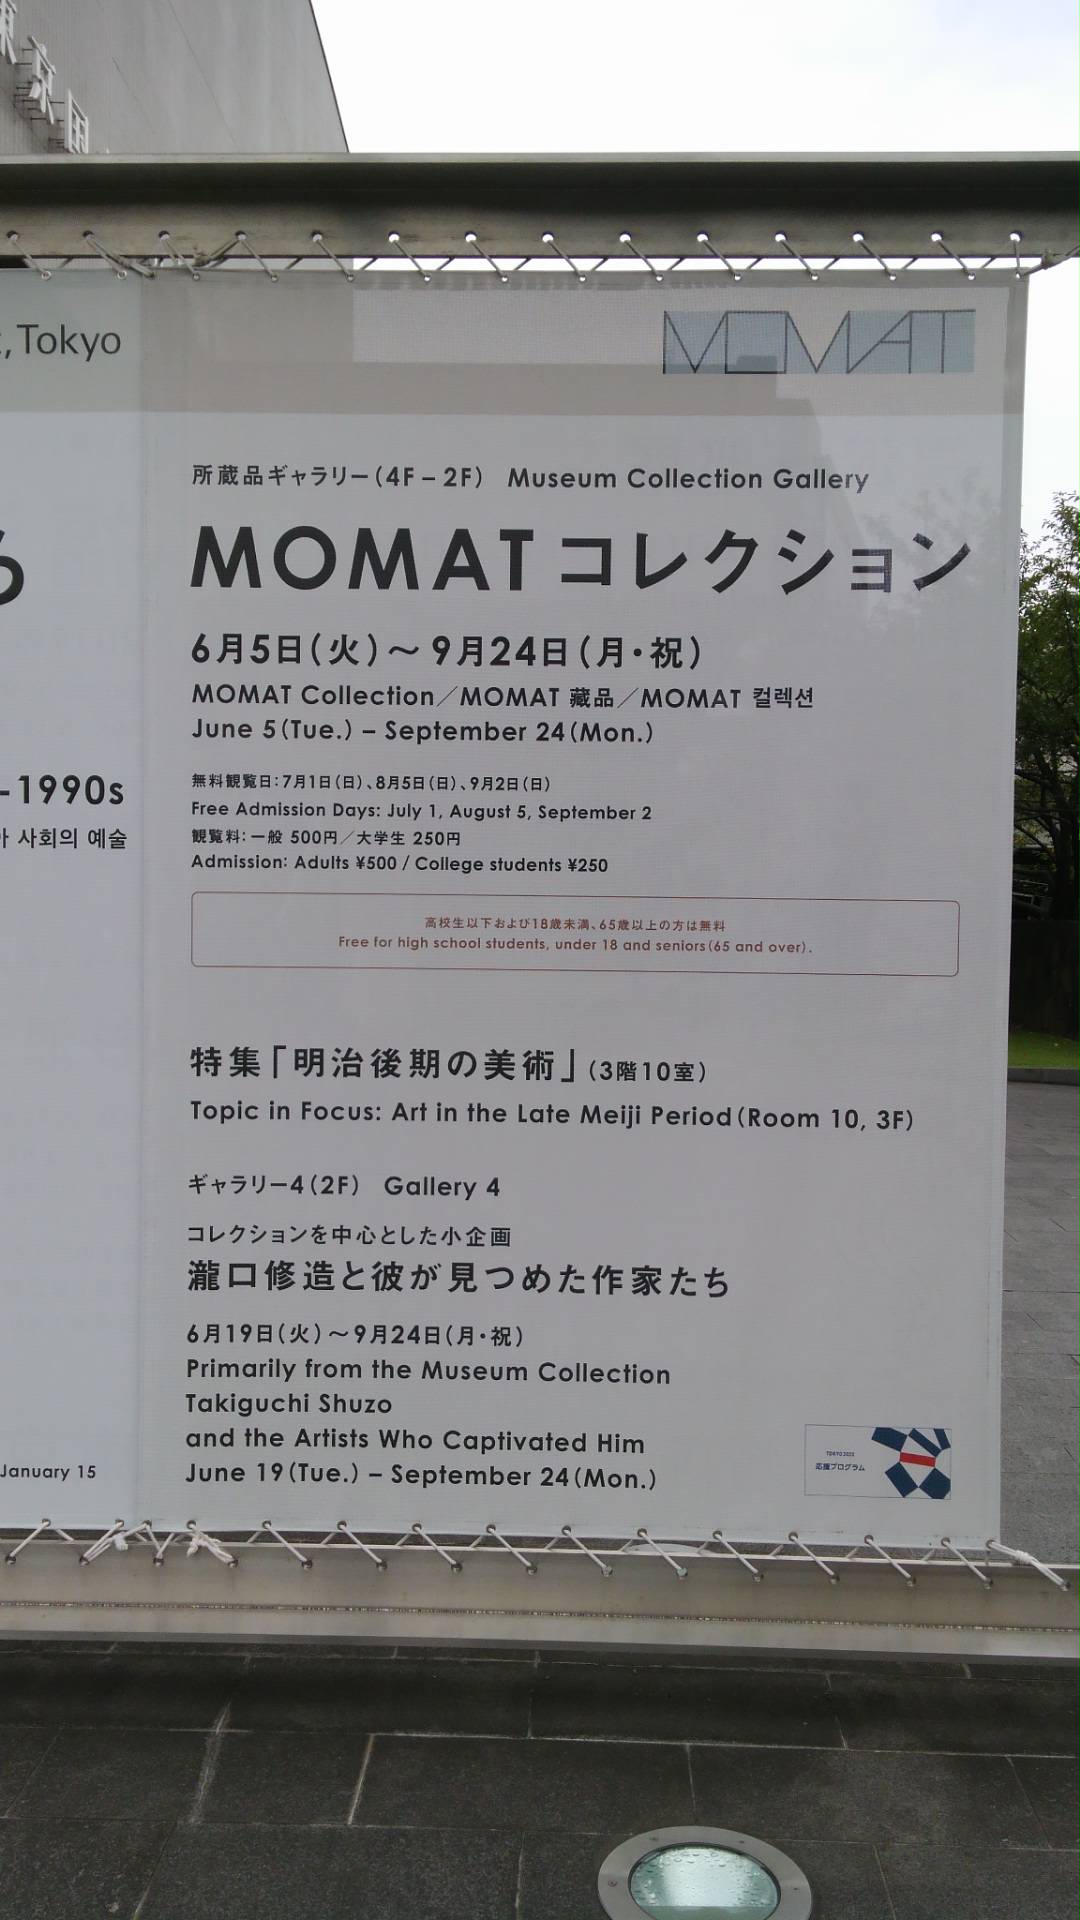 東京国
, Tokyo
-1990s
사회의 예술
January 15
MOMAT
所蔵品ギャラリー(4F – 2F) Museum Collection Gallery
MOMATコレクション
6月5日(火)～9月24日(月・祝)
MOMAT Collection／MOMAT 藏品／MOMAT 컬렉션
June 5(Tue.) – September 24(Mon.)
無料観覧日:7月1日(日)、8月5日(日)、9月2日(日)
Free Admission Days: July 1, August 5, September 2
観覧料:一般 500円／大学生 250円
Admission: Adults ¥500 / College students ¥250
高校生以下および18歳未満、65歳以上の方は無料
Free for high school students, under 18 and seniors(65 and over).
特集「明治後期の美術」(3階10室)
Topic in Focus: Art in the Late Meiji Period(Room 10, 3F)
ギャラリー4(2F) Gallery 4
コレクションを中心とした小企画
瀧口修造と彼が見つめた作家たち
6月19日(火)～9月24日(月・祝)
Primarily from the Museum Collection
Takiguchi Shuzo
and the Artists Who Captivated Him
June 19(Tue.) – September 24(Mon.)
TOKYO 2020
応援プログラム